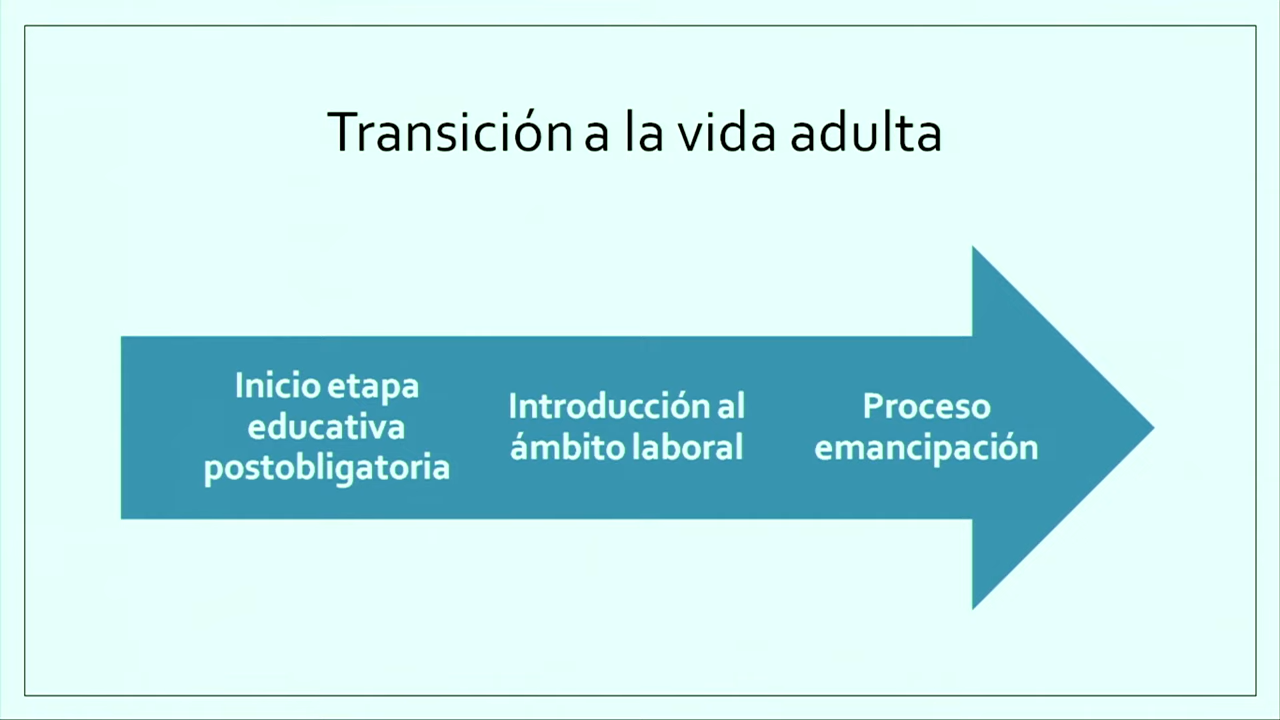 Transición a la vida adulta
Inicio etapa
educativa
postobligatoria
Introducción al
ámbito laboral
Proceso
emancipación